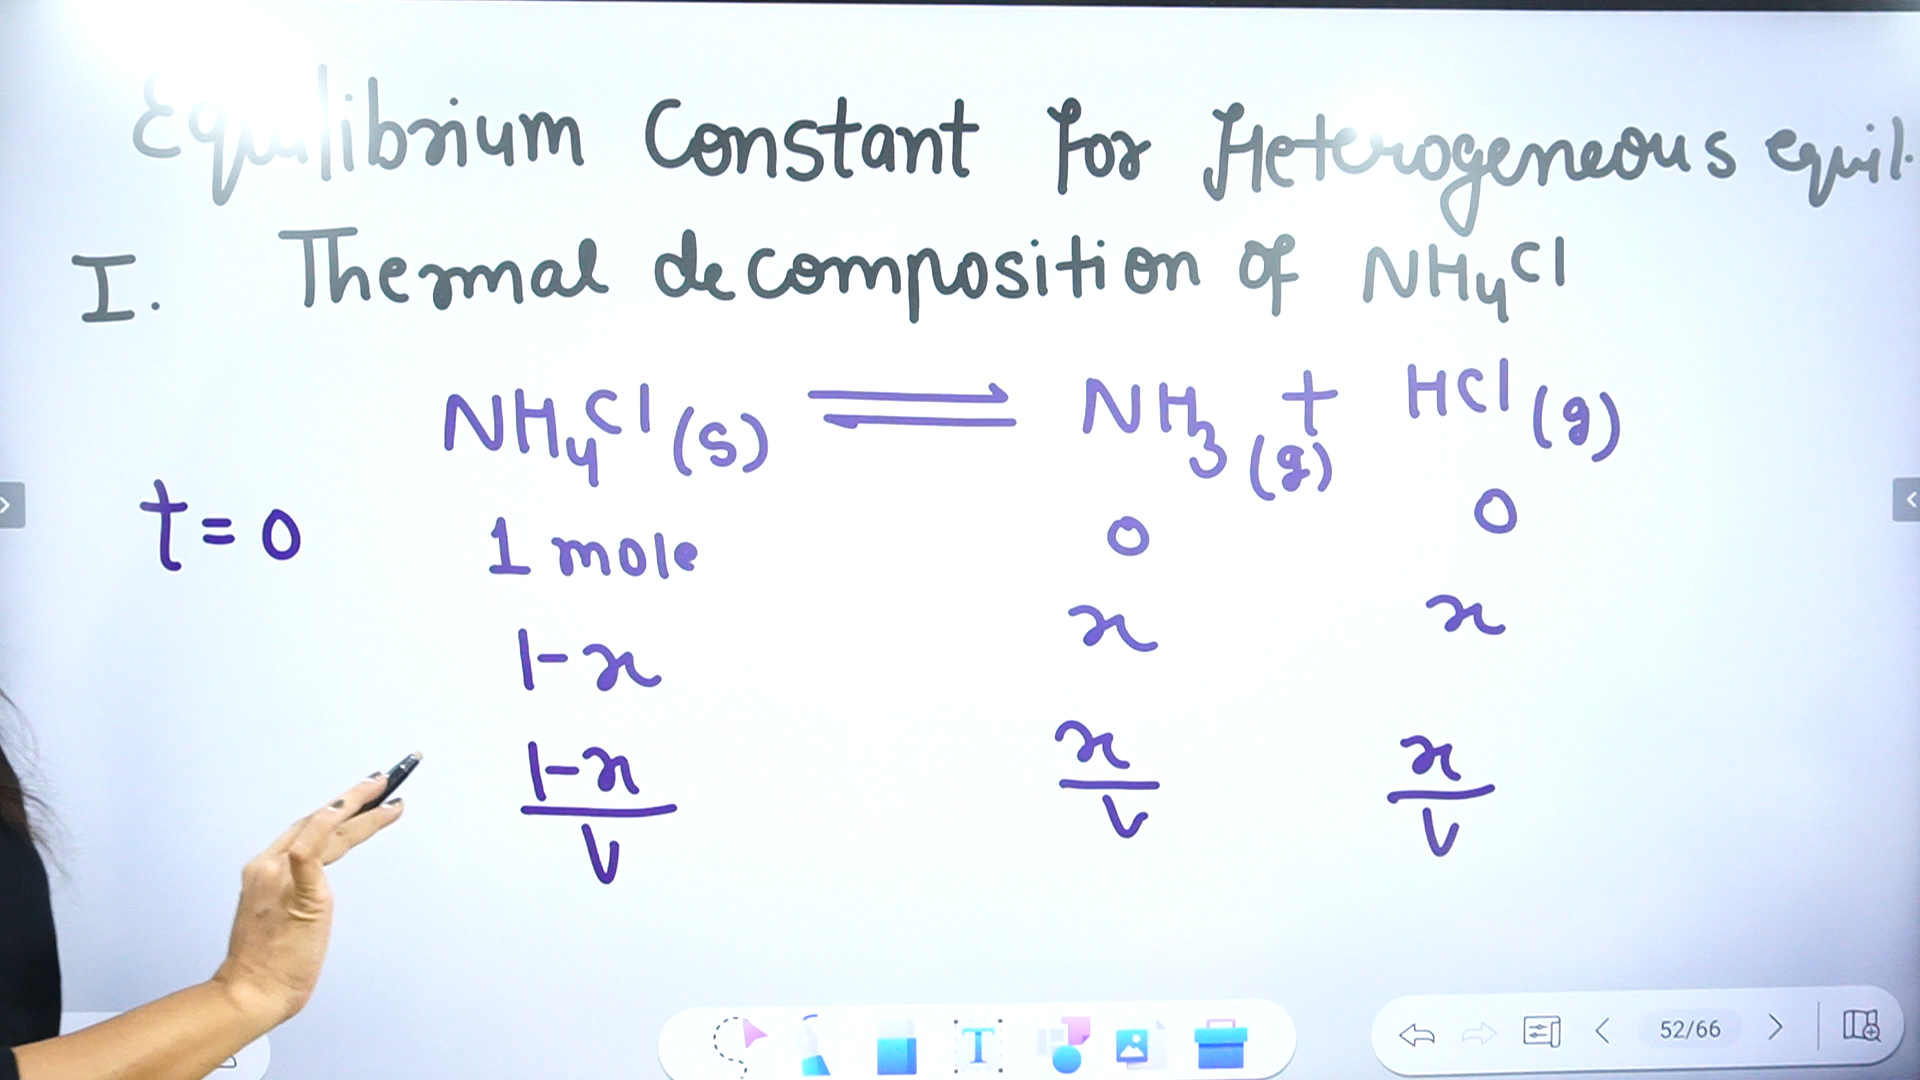 Equilibrium Constant for Heterogeneous equil.
I. Thermal decomposition of NH₄Cl
NH₄Cl(s) ⇌ NH₃(g) + HCl(g)
t=0 1 mole 0 0
1-x x x
1-x/V x/V x/V
T
52/66